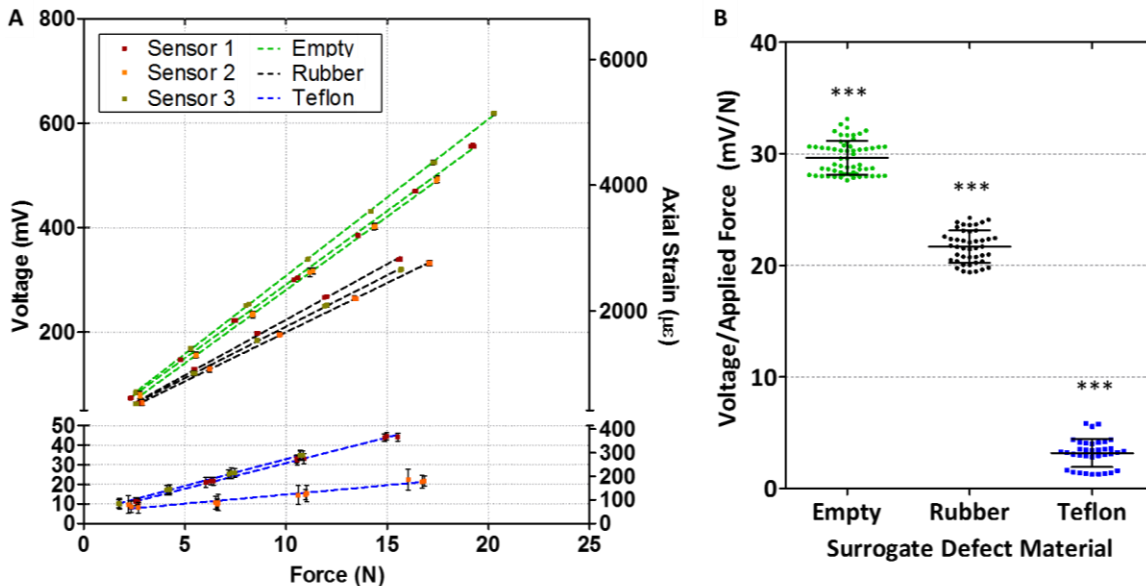 A
Voltage (mV)
800
600
400
200
50
40
30
20
10
0
Sensor 1
Sensor 2
Sensor 3
Empty
Rubber
Teflon
6000
4000
2000
400
300
200
100
0
Axial Strain (µε)
0 5 10 15 20 25
Force (N)
B
Voltage/Applied Force (mV/N)
40
30
20
10
0
***
***
***
Empty Rubber Teflon
Surrogate Defect Material